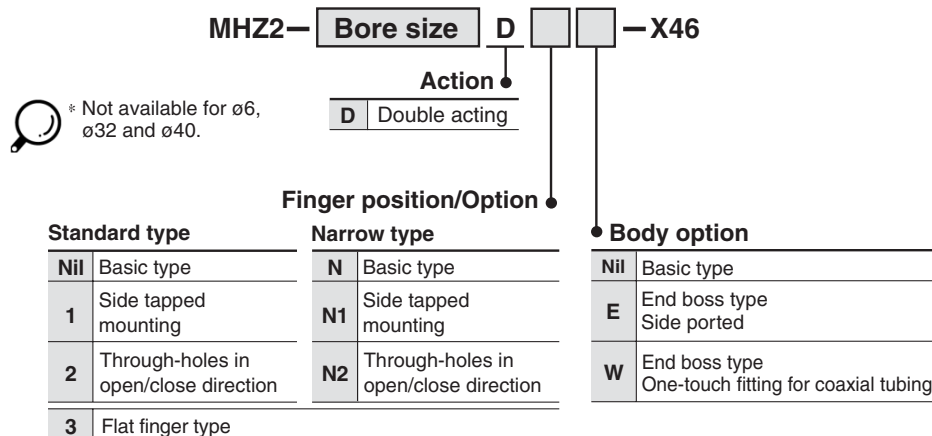 MHZ2– Bore size D – X46
Action
D Double acting
* Not available for ø6,
ø32 and ø40.
Finger position/Option
Standard type
Nil Basic type
1 Side tapped
mounting
2 Through-holes in
open/close direction
3 Flat finger type
Narrow type
N Basic type
N1 Side tapped
mounting
N2 Through-holes in
open/close direction
Body option
Nil Basic type
E End boss type
Side ported
W End boss type
One-touch fitting for coaxial tubing